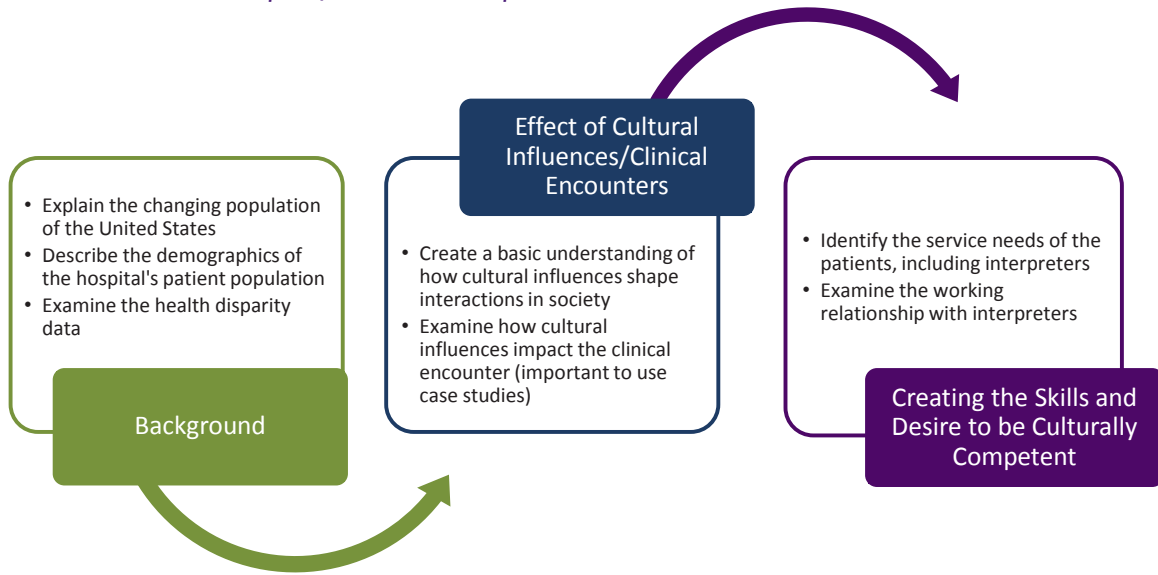 • Explain the changing population
of the United States
• Describe the demographics of
the hospital's patient population
• Examine the health disparity
data
Background
Effect of Cultural
Influences/Clinical
Encounters
• Create a basic understanding of
how cultural influences shape
interactions in society
• Examine how cultural
influences impact the clinical
encounter (important to use
case studies)
• Identify the service needs of the
patients, including interpreters
• Examine the working
relationship with interpreters
Creating the Skills and
Desire to be Culturally
Competent